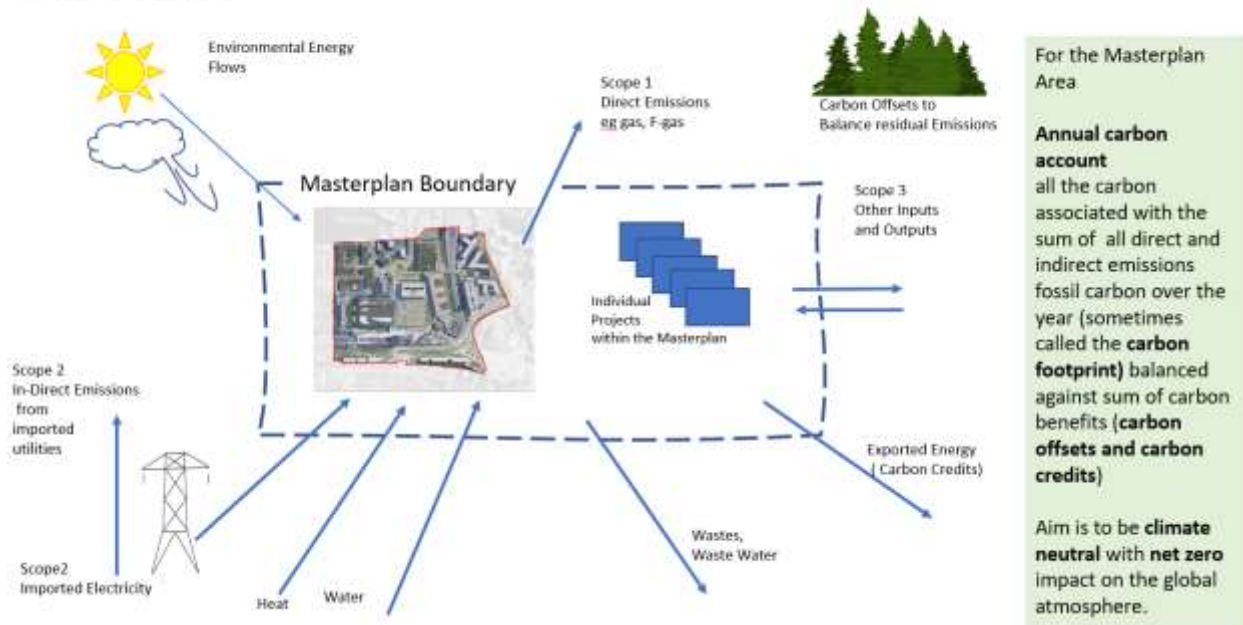 Environmental Energy
Flows
Scope 1
Direct Emissions
eg gas, F-gas
Carbon Offsets to
Balance residual Emissions
Masterplan Boundary
Scope 3
Other Inputs
and Outputs
Individual
Projects
within the Masterplan
Scope 2
In-Direct Emissions
from
imported
utilities
Scope2
Imported Electricity
Heat
Water
Wastes,
Waste Water
Exported Energy
( Carbon Credits)
For the Masterplan
Area
Annual carbon
account
all the carbon
associated with the
sum of all direct and
indirect emissions
fossil carbon over the
year (sometimes
called the carbon
footprint) balanced
against sum of carbon
benefits (carbon
offsets and carbon
credits)
Aim is to be climate
neutral with net zero
impact on the global
atmosphere.